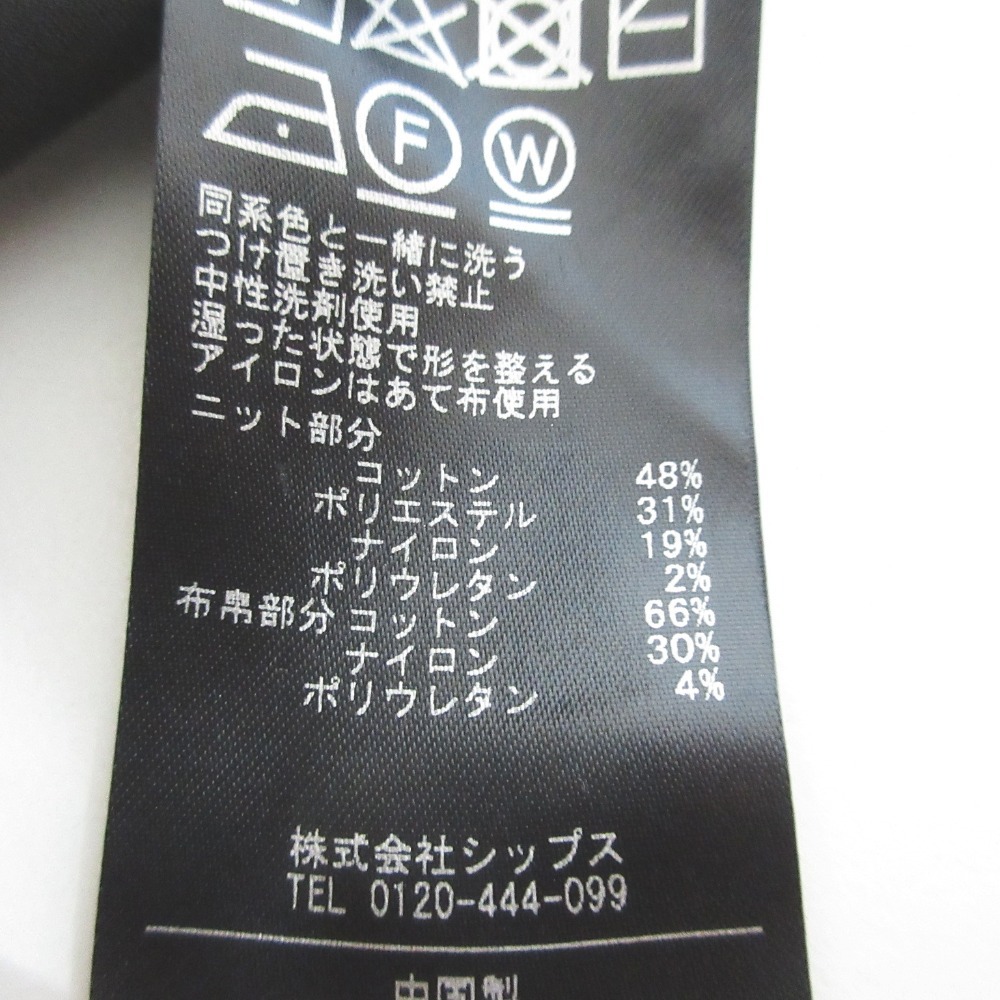 F W
同系色と一緒に洗う
つけ置き洗い禁止
中性洗剤使用
湿った状態で形を整える
アイロンはあて布使用
ニット部分
コットン 48%
ポリエステル 31%
ナイロン 19%
ポリウレタン 2%
布帛部分 コットン 66%
ナイロン 30%
ポリウレタン 4%
株式会社シップス
TEL 0120-444-099
中国製